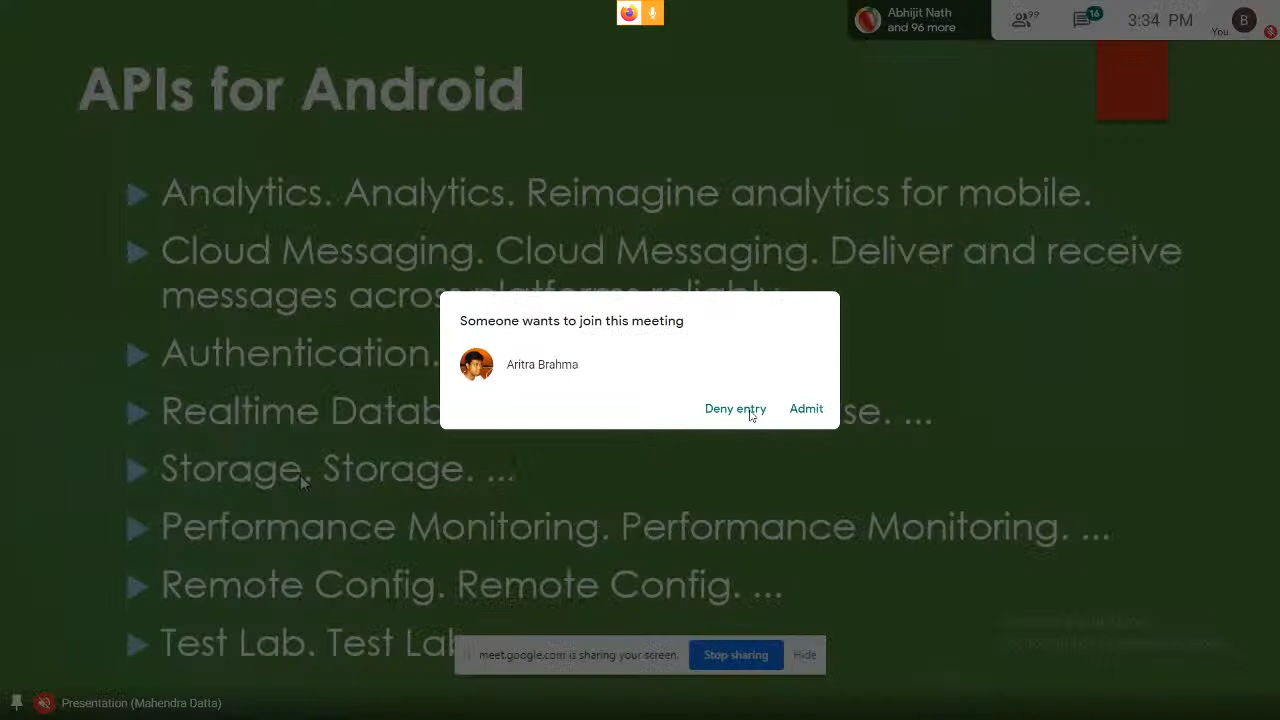 Abhijit Nath
and 96 more
99
16
3:34 PM
You
B
APIs for Android
Analytics. Analytics. Reimagine analytics for mobile.
Cloud Messaging. Cloud Messaging. Deliver and receive
messages across platforms reliably.
Someone wants to join this meeting
Aritra Brahma
Deny entry Admit
Authentication.
Realtime Datab se. ...
Storage. Storage. ...
Performance Monitoring. Performance Monitoring. ...
Remote Config. Remote Config. ...
Test Lab. Test Lab
meet.google.com is sharing your screen. Stop sharing Hide
Presentation (Mahendra Datta)